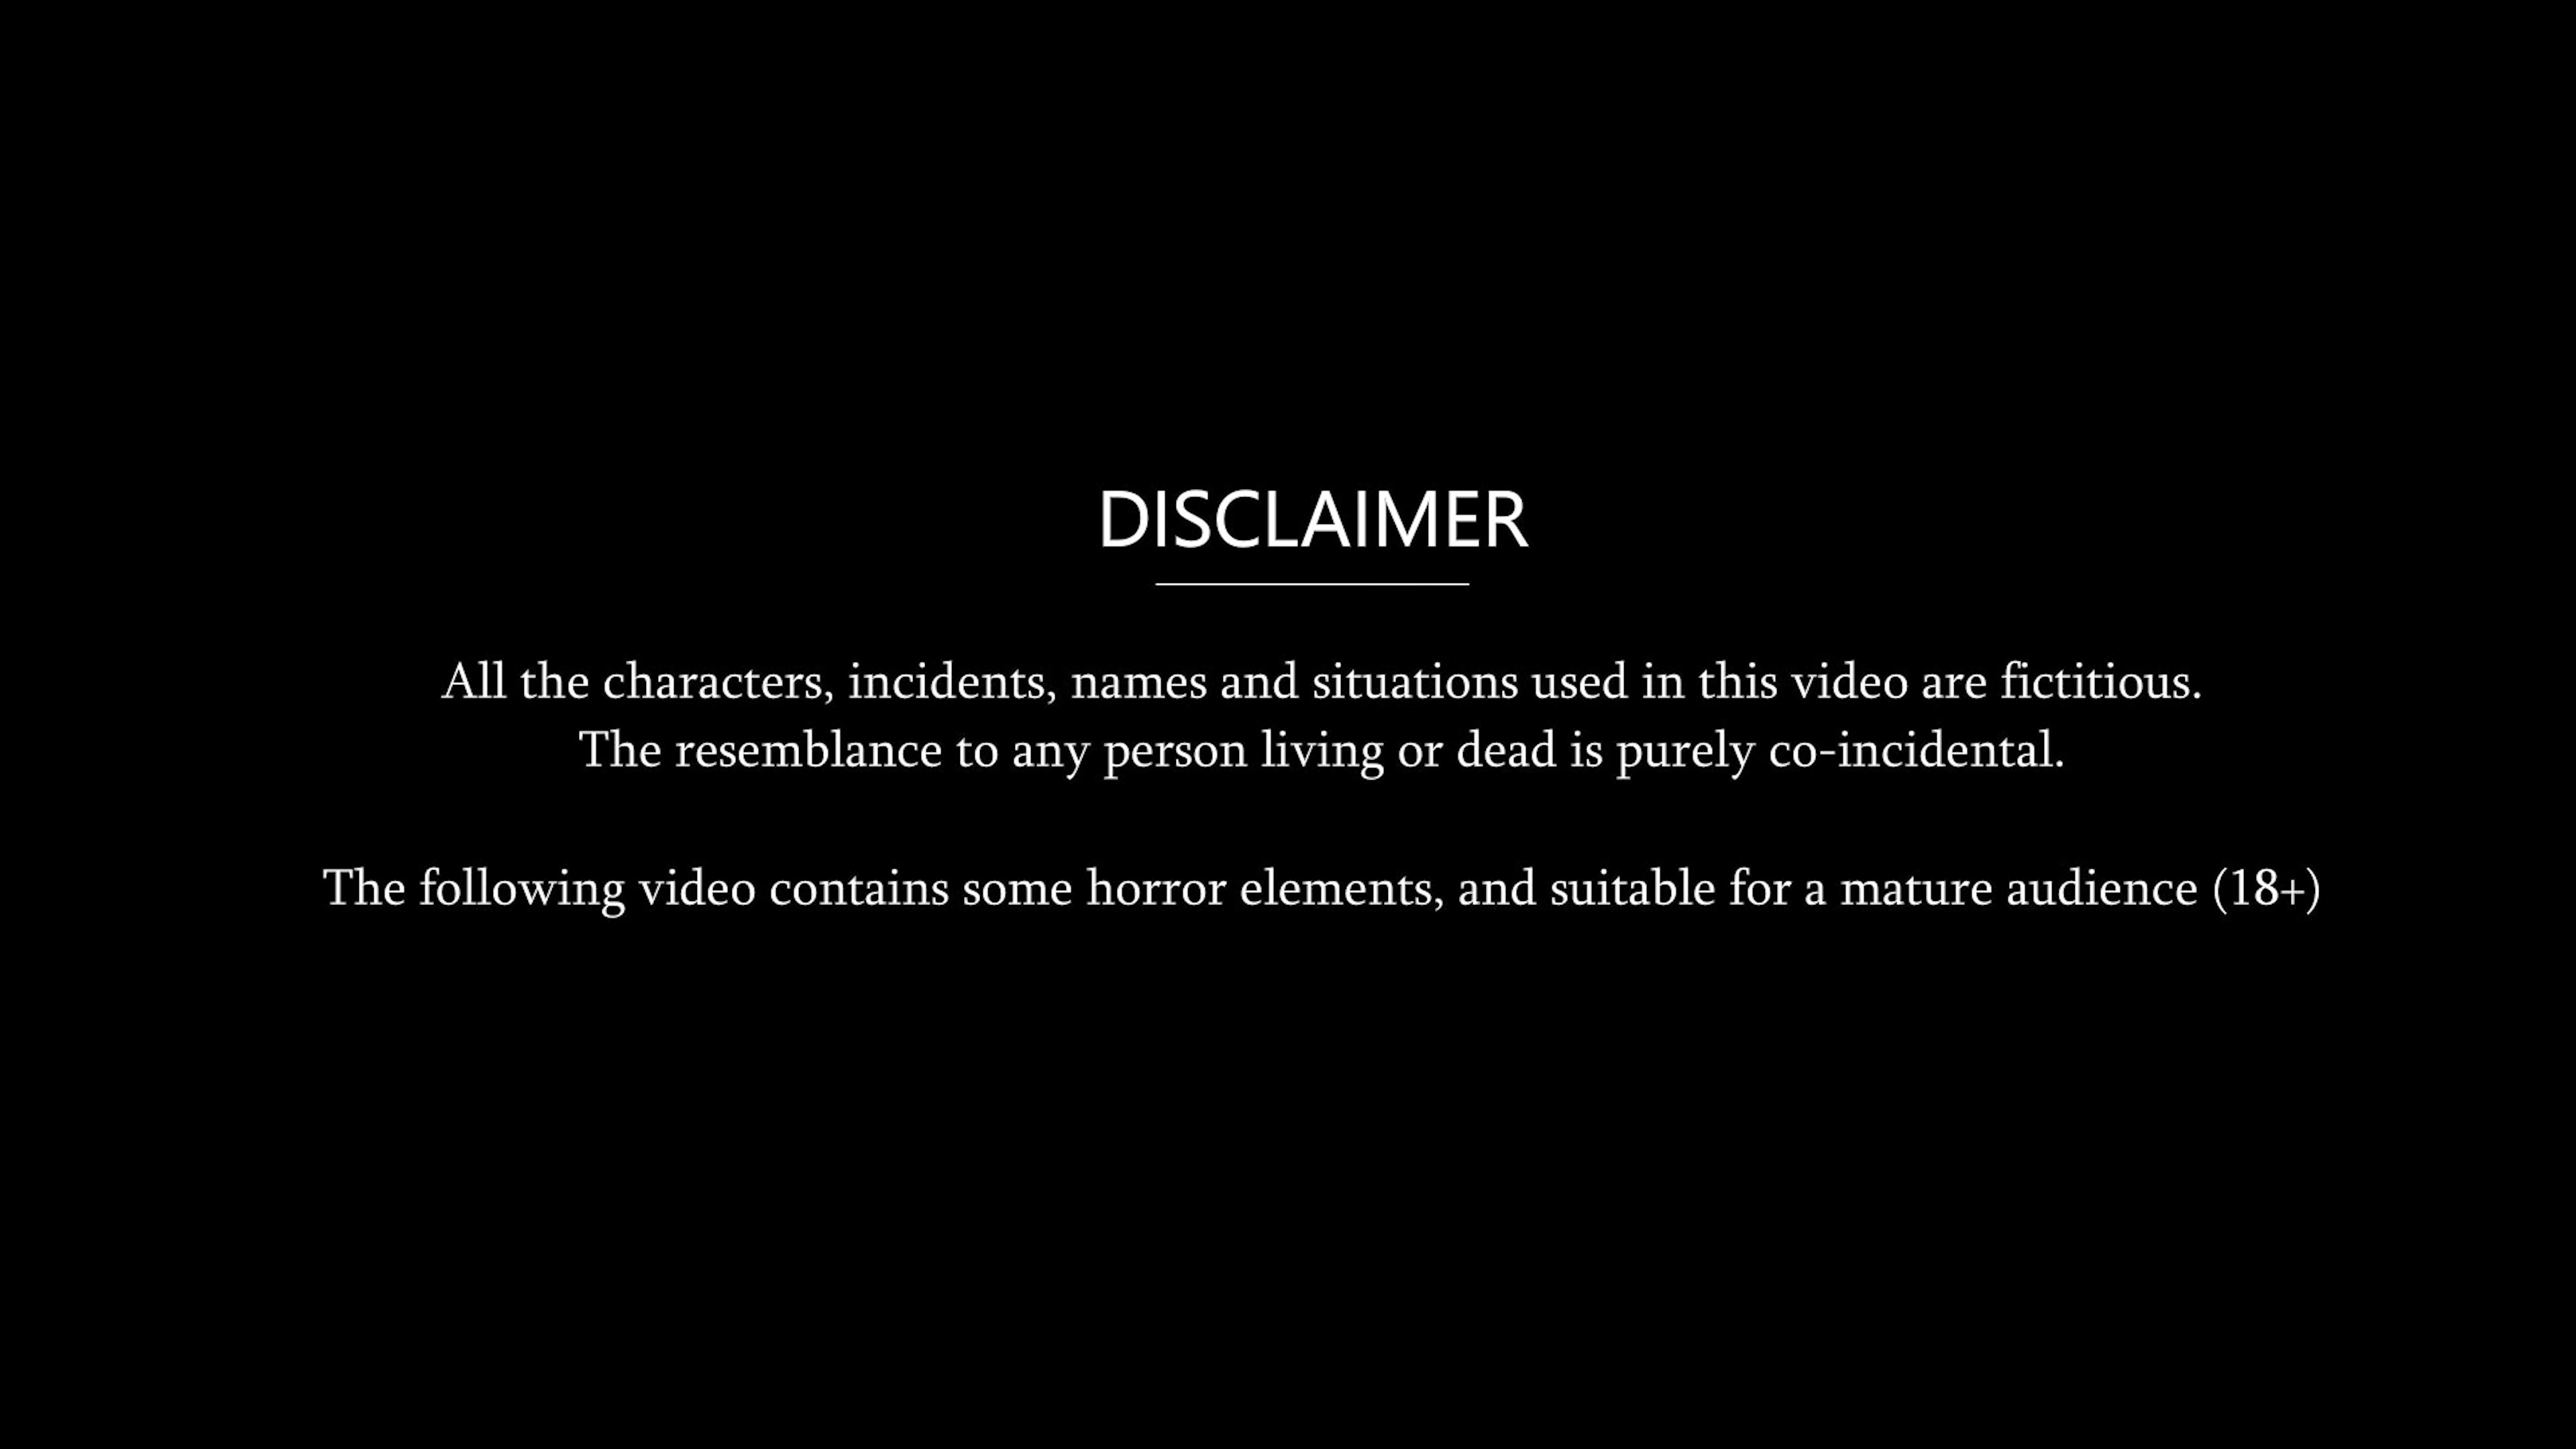 DISCLAIMER
All the characters, incidents, names and situations used in this video are fictitious.
The resemblance to any person living or dead is purely co-incidental.
The following video contains some horror elements, and suitable for a mature audience (18+)